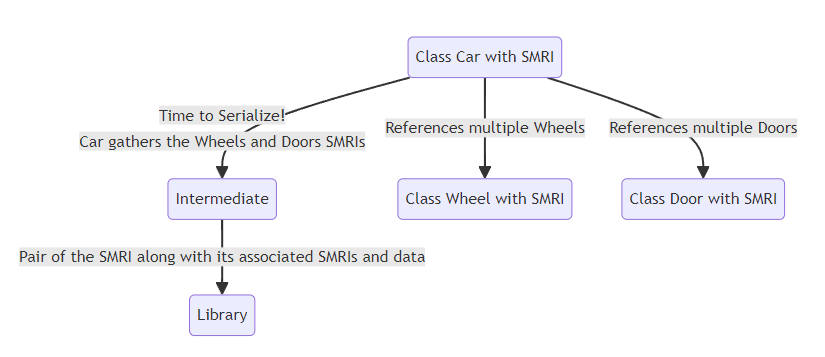 Class Car with SMRI
Time to Serialize!
Car gathers the Wheels and Doors SMRIs
References multiple Wheels
References multiple Doors
Intermediate
Class Wheel with SMRI
Class Door with SMRI
Pair of the SMRI along with its associated SMRIs and data
Library